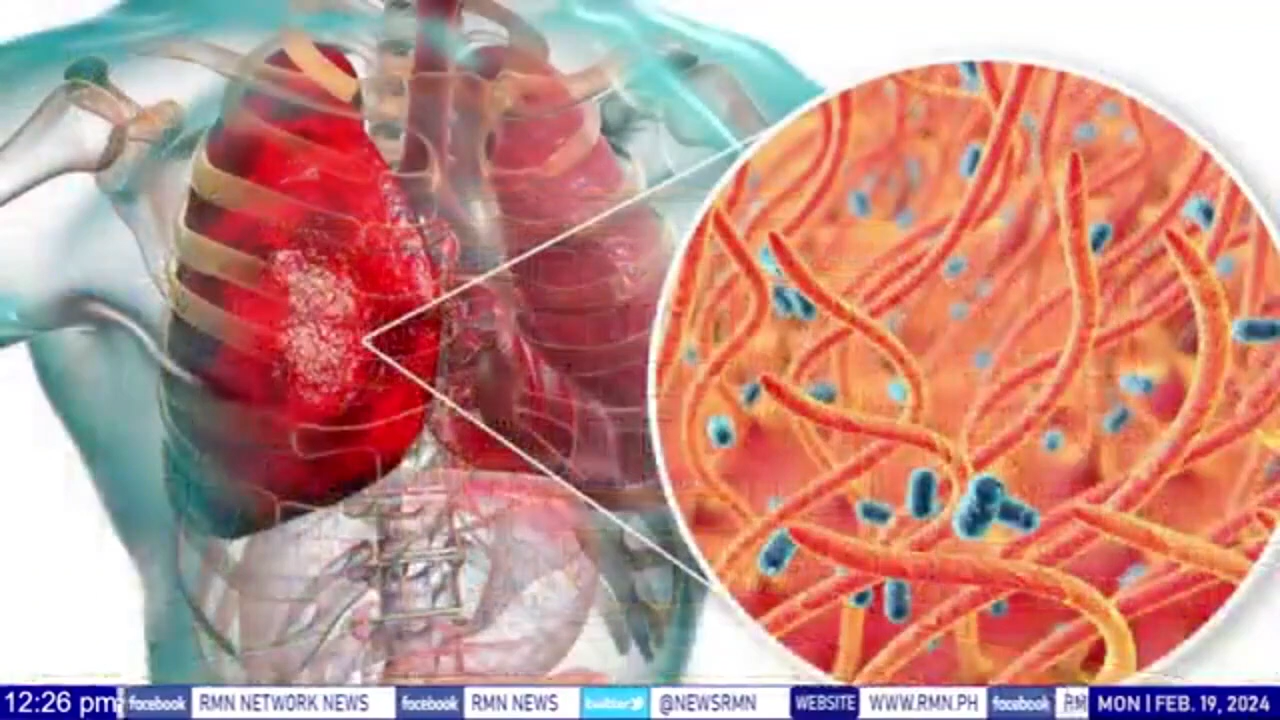 12:26 pm facebook RMN NETWORK NEWS facebook RMN NEWS twitter @NEWSRMN WEBSITE WWW.RMN.PH facebook MON | FEB. 19, 2024